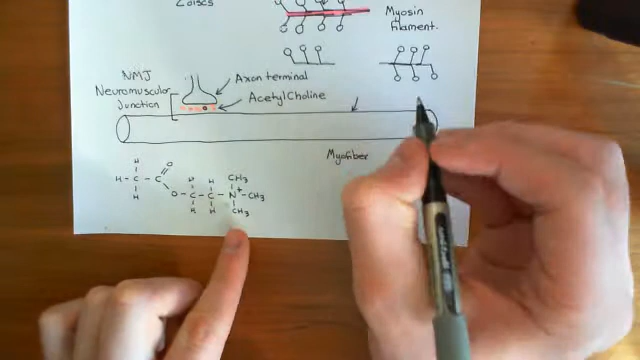 Z discs
Myosin
filament
NMJ
Neuromuscular
Junction
Axon terminal
AcetylCholine
Myofiber
H
H-C-C
O
H
O-C-C-N-CH3
H
H
CH3
+
H
H
CH3